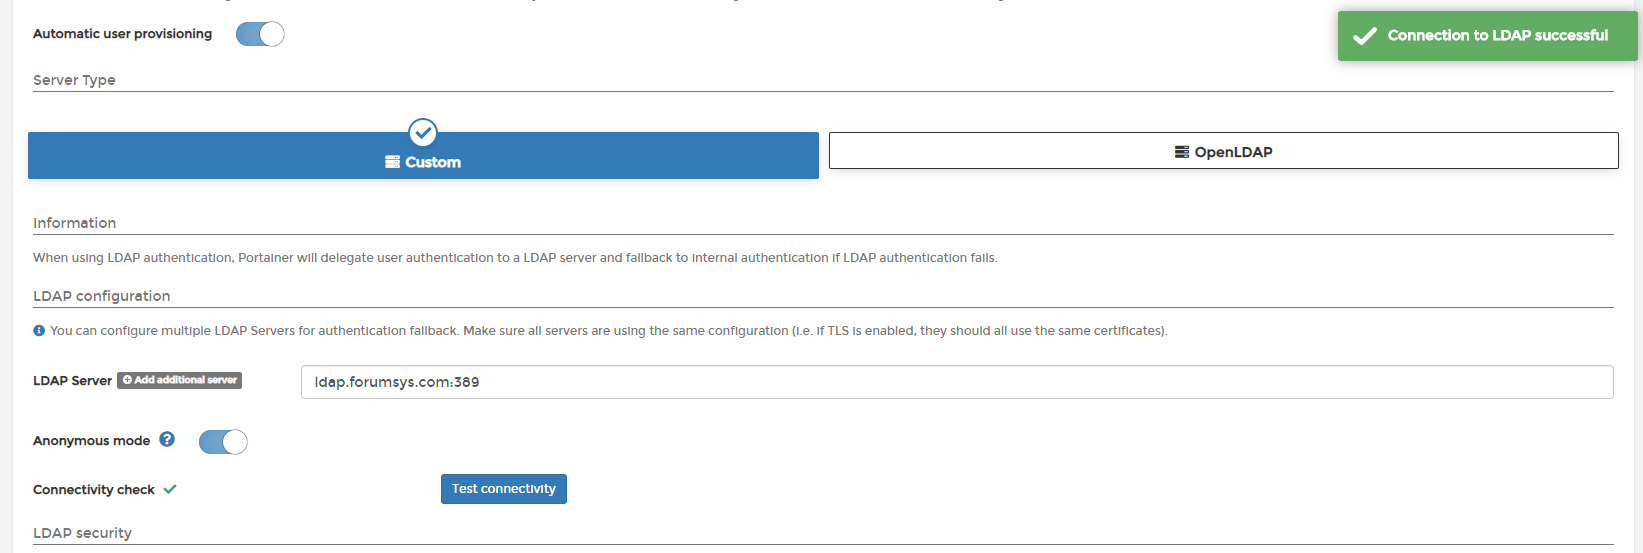 Automatic user provisioning
Connection to LDAP successful
Server Type
Custom
OpenLDAP
Information
When using LDAP authentication, Portainer will delegate user authentication to a LDAP server and fallback to internal authentication if LDAP authentication fails.
LDAP configuration
You can configure multiple LDAP Servers for authentication fallback. Make sure all servers are using the same configuration (i.e. if TLS is enabled, they should all use the same certificates).
LDAP Server Add additional server ldap.forumsys.com:389
Anonymous mode ?
Connectivity check Test connectivity
LDAP security